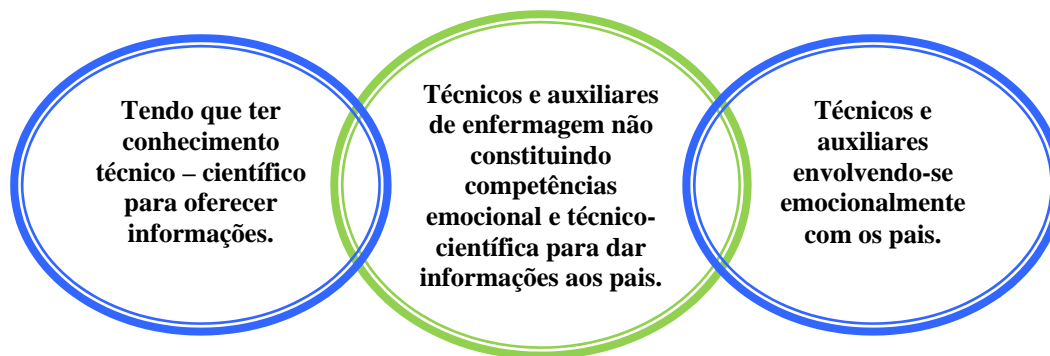 Tendo que ter
conhecimento
técnico – científico
para oferecer
informações.
Técnicos e auxiliares
de enfermagem não
constituindo
competências
emocional e técnico-
científica para dar
informações aos pais.
Técnicos e
auxiliares
envolvendo-se
emocionalmente
com os pais.